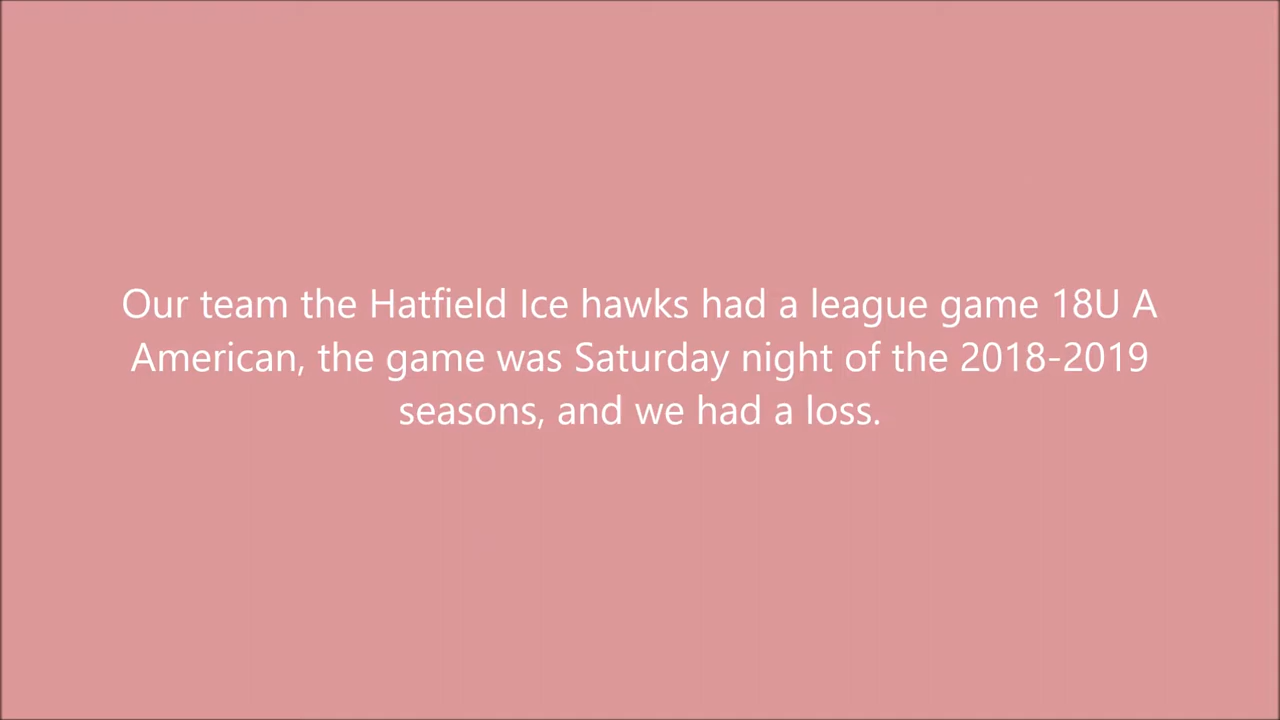 Our team the Hatfield Ice hawks had a league game 18U A
American, the game was Saturday night of the 2018-2019
seasons, and we had a loss.